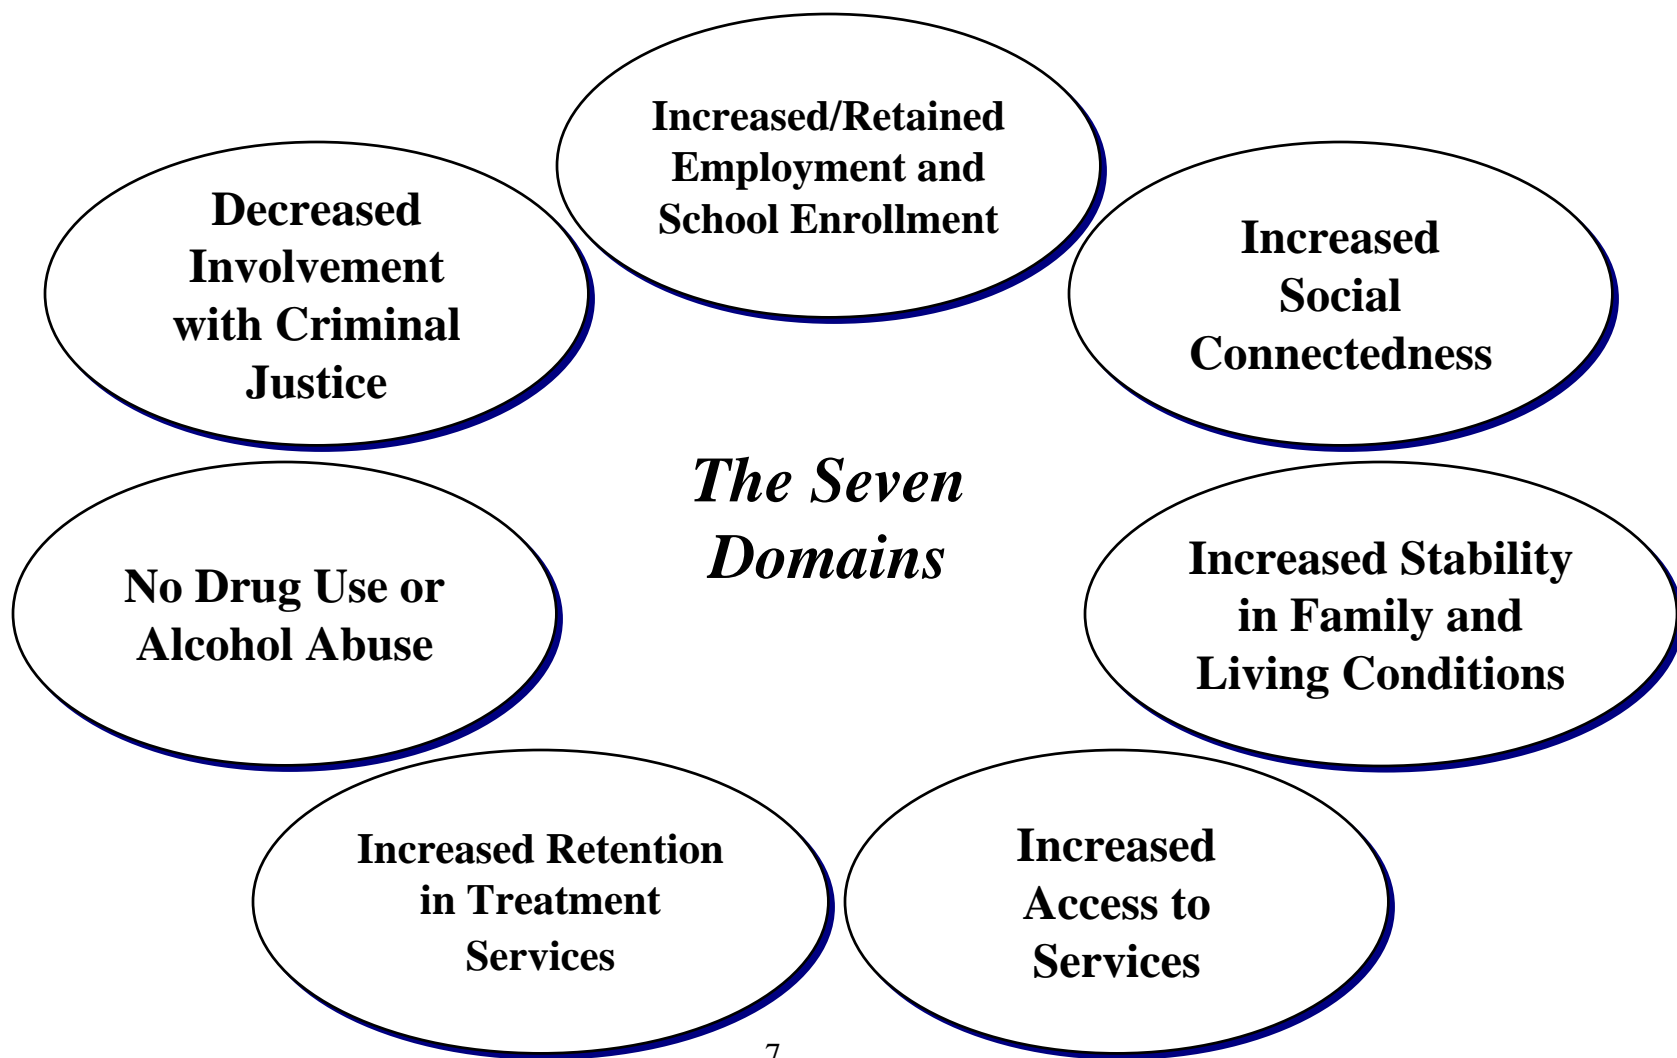 Increased/Retained
Employment and
School Enrollment
Decreased
Involvement
with Criminal
Justice
Increased
Social
Connectedness
The Seven
Domains
No Drug Use or
Alcohol Abuse
Increased Stability
in Family and
Living Conditions
Increased Retention
in Treatment
Services
Increased
Access to
Services
7